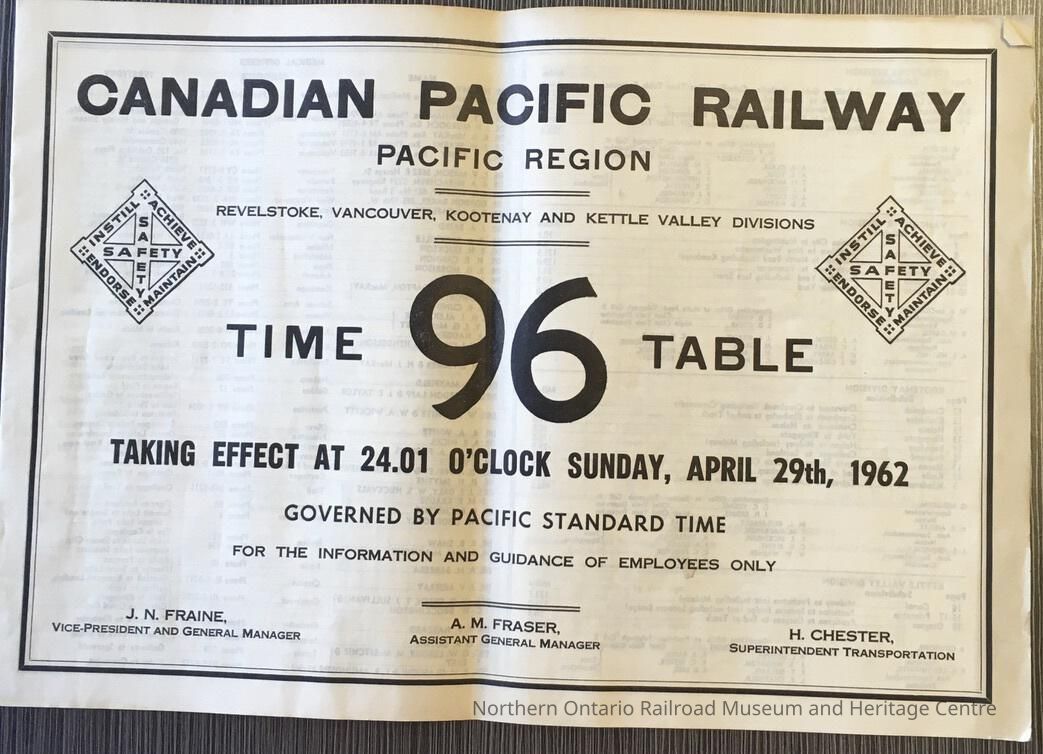 CANADIAN PACIFIC RAILWAY
PACIFIC REGION
REVELSTOKE, VANCOUVER, KOOTENAY AND KETTLE VALLEY DIVISIONS
INSTILL ACHIEVE
SAFETY
SAFETY
ENDORSE MAINTAIN
INSTILL ACHIEVE
SAFETY
SAFETY
ENDORSE MAINTAIN
TIME 96 TABLE
TAKING EFFECT AT 24.01 O'CLOCK SUNDAY, APRIL 29th, 1962
GOVERNED BY PACIFIC STANDARD TIME
FOR THE INFORMATION AND GUIDANCE OF EMPLOYEES ONLY
J. N. FRAINE,
VICE-PRESIDENT AND GENERAL MANAGER
A. M. FRASER,
ASSISTANT GENERAL MANAGER
H. CHESTER,
SUPERINTENDENT TRANSPORTATION
Northern Ontario Railroad Museum and Heritage Centre